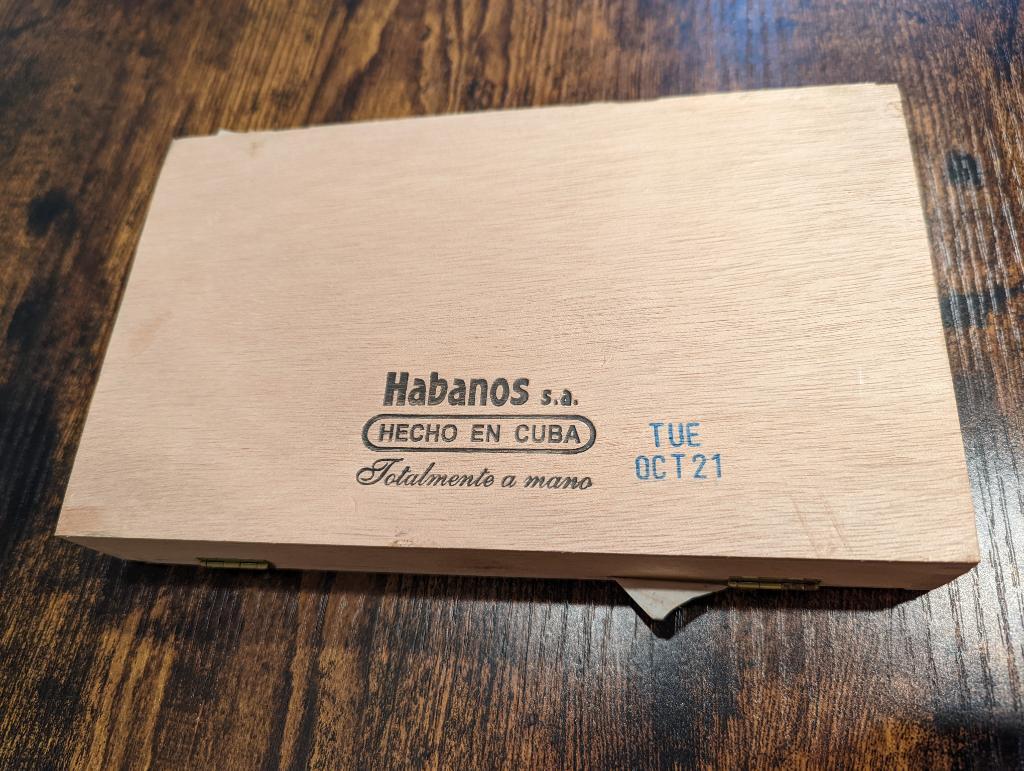 Habanos s.a.
HECHO EN CUBA
Totalmente a mano
TUE
OCT21